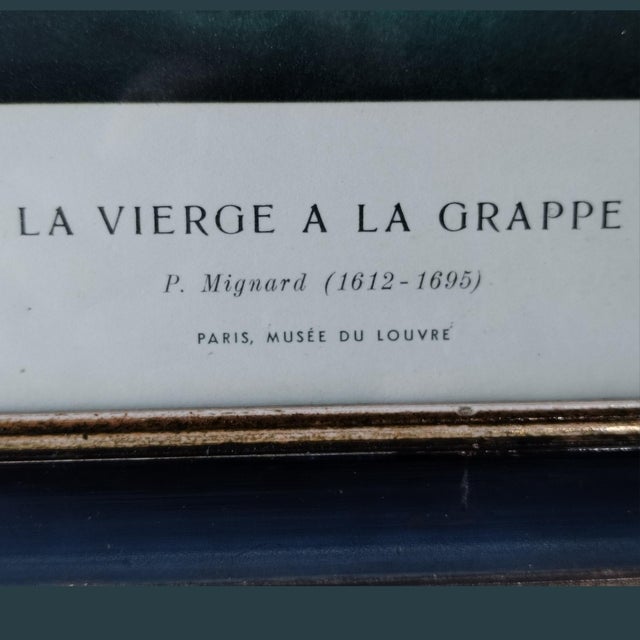 LA VIERGE A LA GRAPPE
P. Mignard (1612-1695)
PARIS, MUSÉE DU LOUVRE